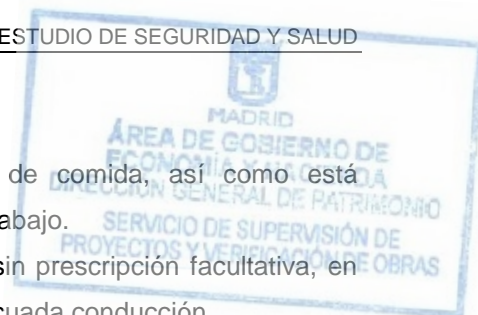 ESTUDIO DE SEGURIDAD Y SALUD
MADRID
ÁREA DE GOBIERNO DE
ECONOMÍA Y HACIENDA
DIRECCIÓN GENERAL DE PATRIMONIO
SERVICIO DE SUPERVISIÓN DE
PROYECTOS Y VERIFICACIÓN DE OBRAS
de comida, así como está
abajo.
sin prescripción facultativa, en
cuada conducción